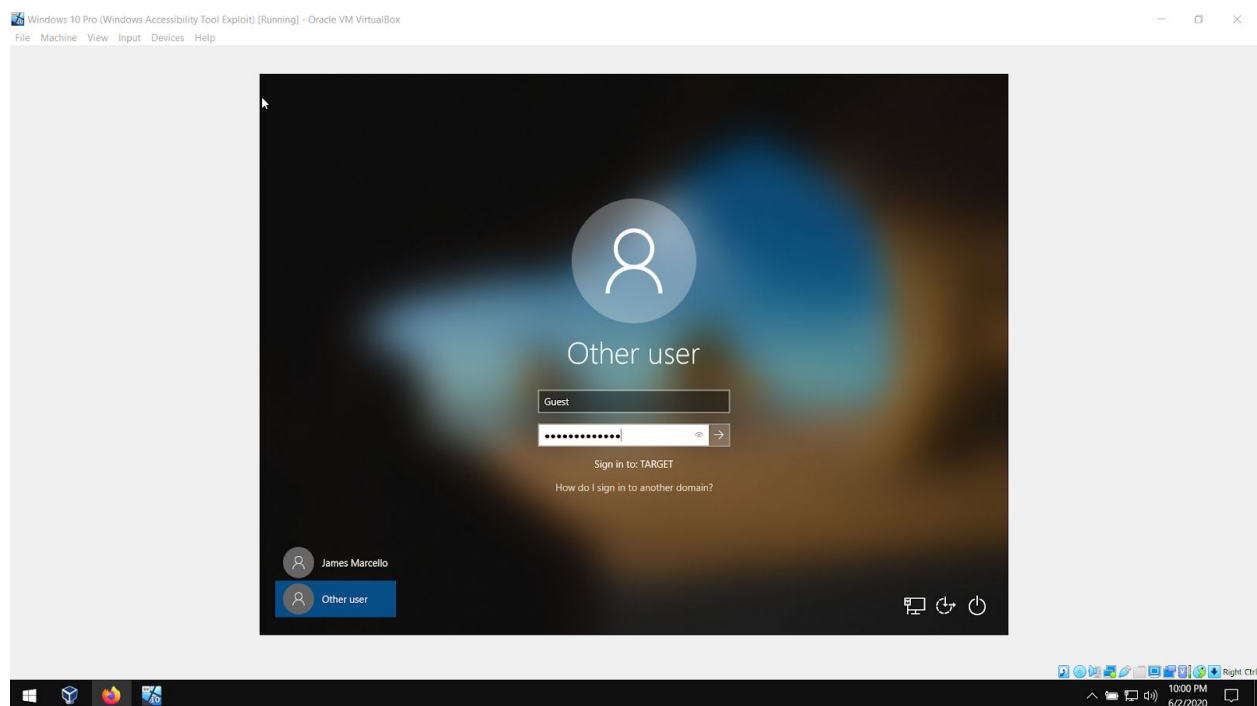 Windows 10 Pro (Windows Accessibility Tool Exploit) [Running] - Oracle VM VirtualBox
File Machine View Input Devices Help
Other user
Guest
Sign in to: TARGET
How do I sign in to another domain?
James Marcello
Other user
Right Ctrl
10:00 PM
6/2/2020